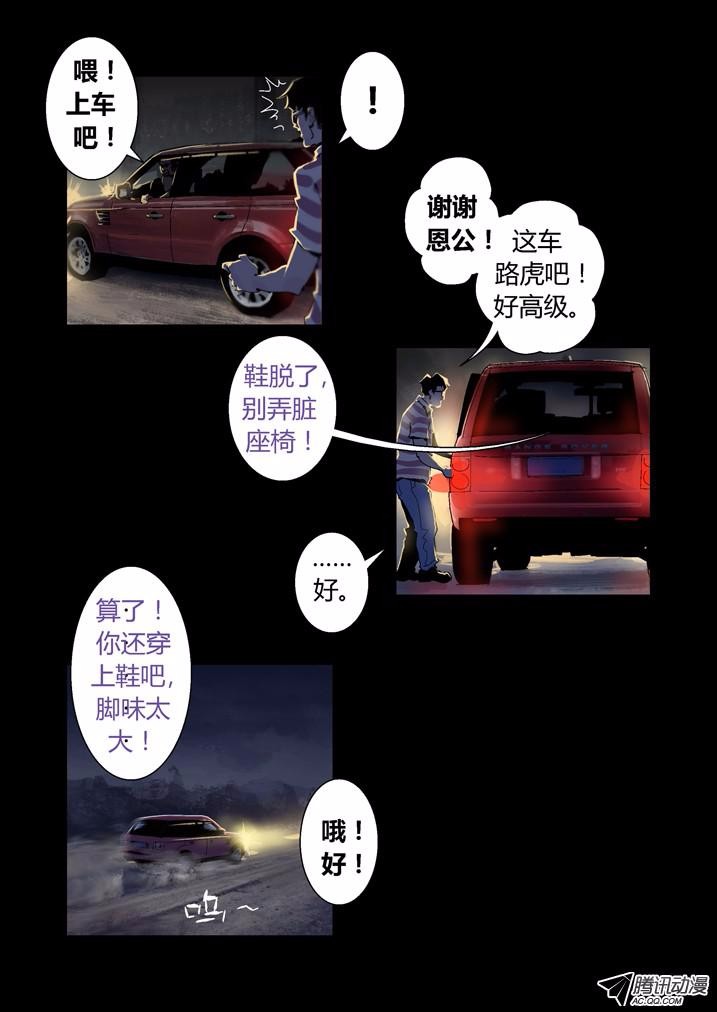 喂！
上车
吧！
！
谢谢
恩公！
这车
路虎吧！
好高级。
鞋脱了，
别弄脏
座椅！
RANGE ROVER
……
好。
算了！
你还穿
上鞋吧，
脚味太
大！
哦！
好！
呜～
腾讯动漫
AC.QQ.COM